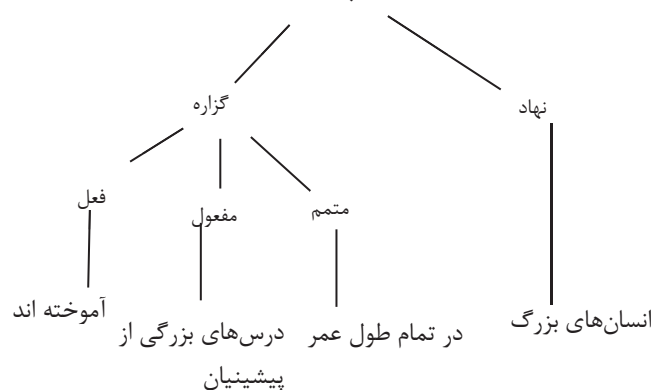 نهاد
گزاره
متمم
مفعول
فعل
انسان‌های بزرگ
در تمام طول عمر
درس‌های بزرگی از
پیشینیان
آموخته اند